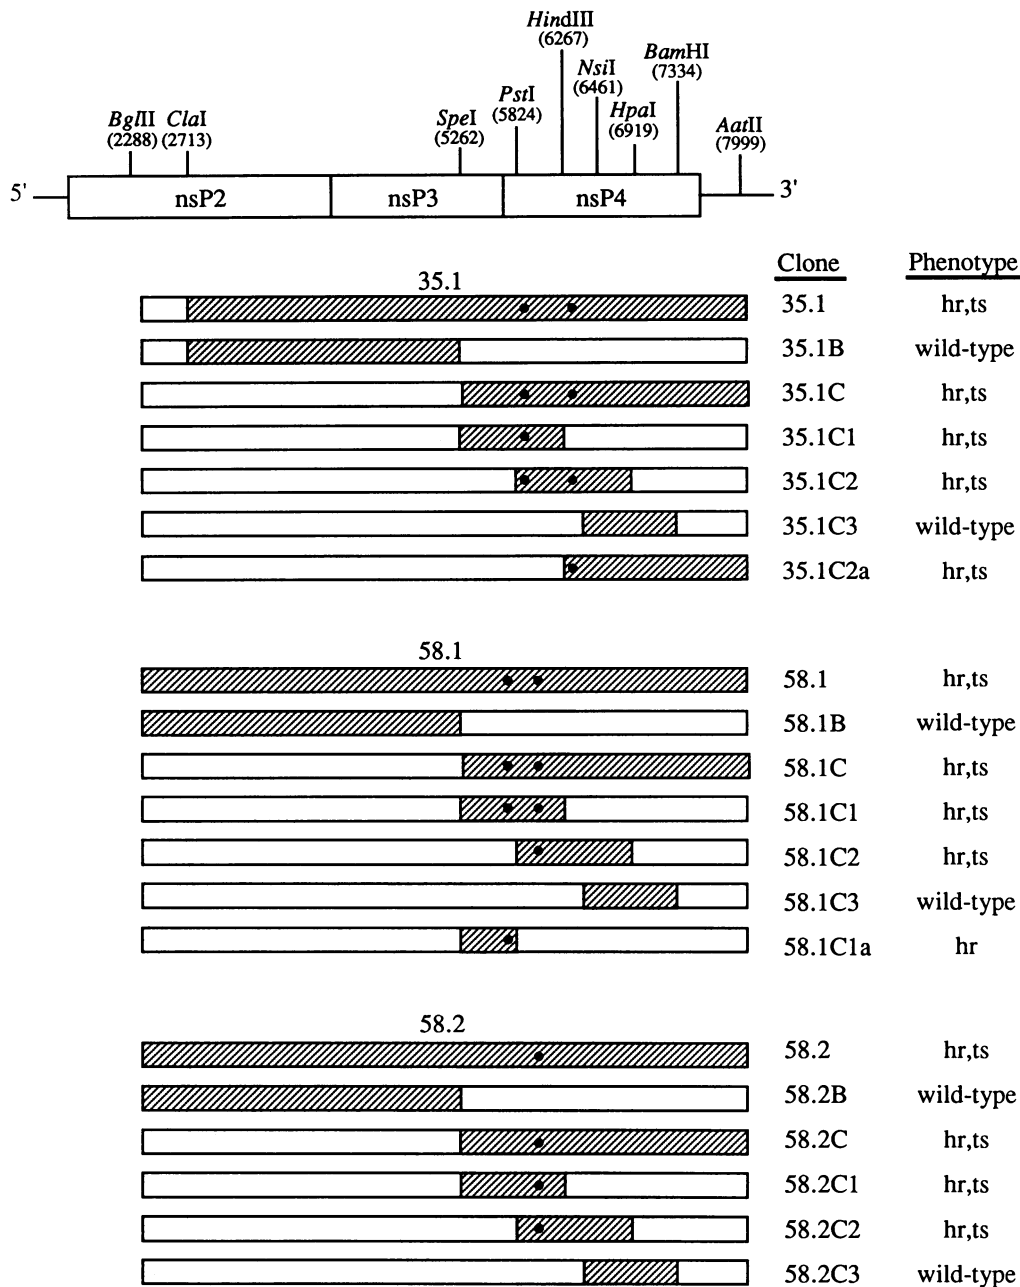 HindIII
(6267)
BamHI
(7334)
NsiI
(6461)
PstI
(5824)
HpaI
(6919)
BglII
(2288)
ClaI
(2713)
SpeI
(5262)
AatII
(7999)
5' nsP2 nsP3 nsP4 3'
Clone Phenotype
35.1
35.1 hr,ts
35.1B wild-type
35.1C hr,ts
35.1C1 hr,ts
35.1C2 hr,ts
35.1C3 wild-type
35.1C2a hr,ts
58.1
58.1 hr,ts
58.1B wild-type
58.1C hr,ts
58.1C1 hr,ts
58.1C2 hr,ts
58.1C3 wild-type
58.1C1a hr
58.2
58.2 hr,ts
58.2B wild-type
58.2C hr,ts
58.2C1 hr,ts
58.2C2 hr,ts
58.2C3 wild-type